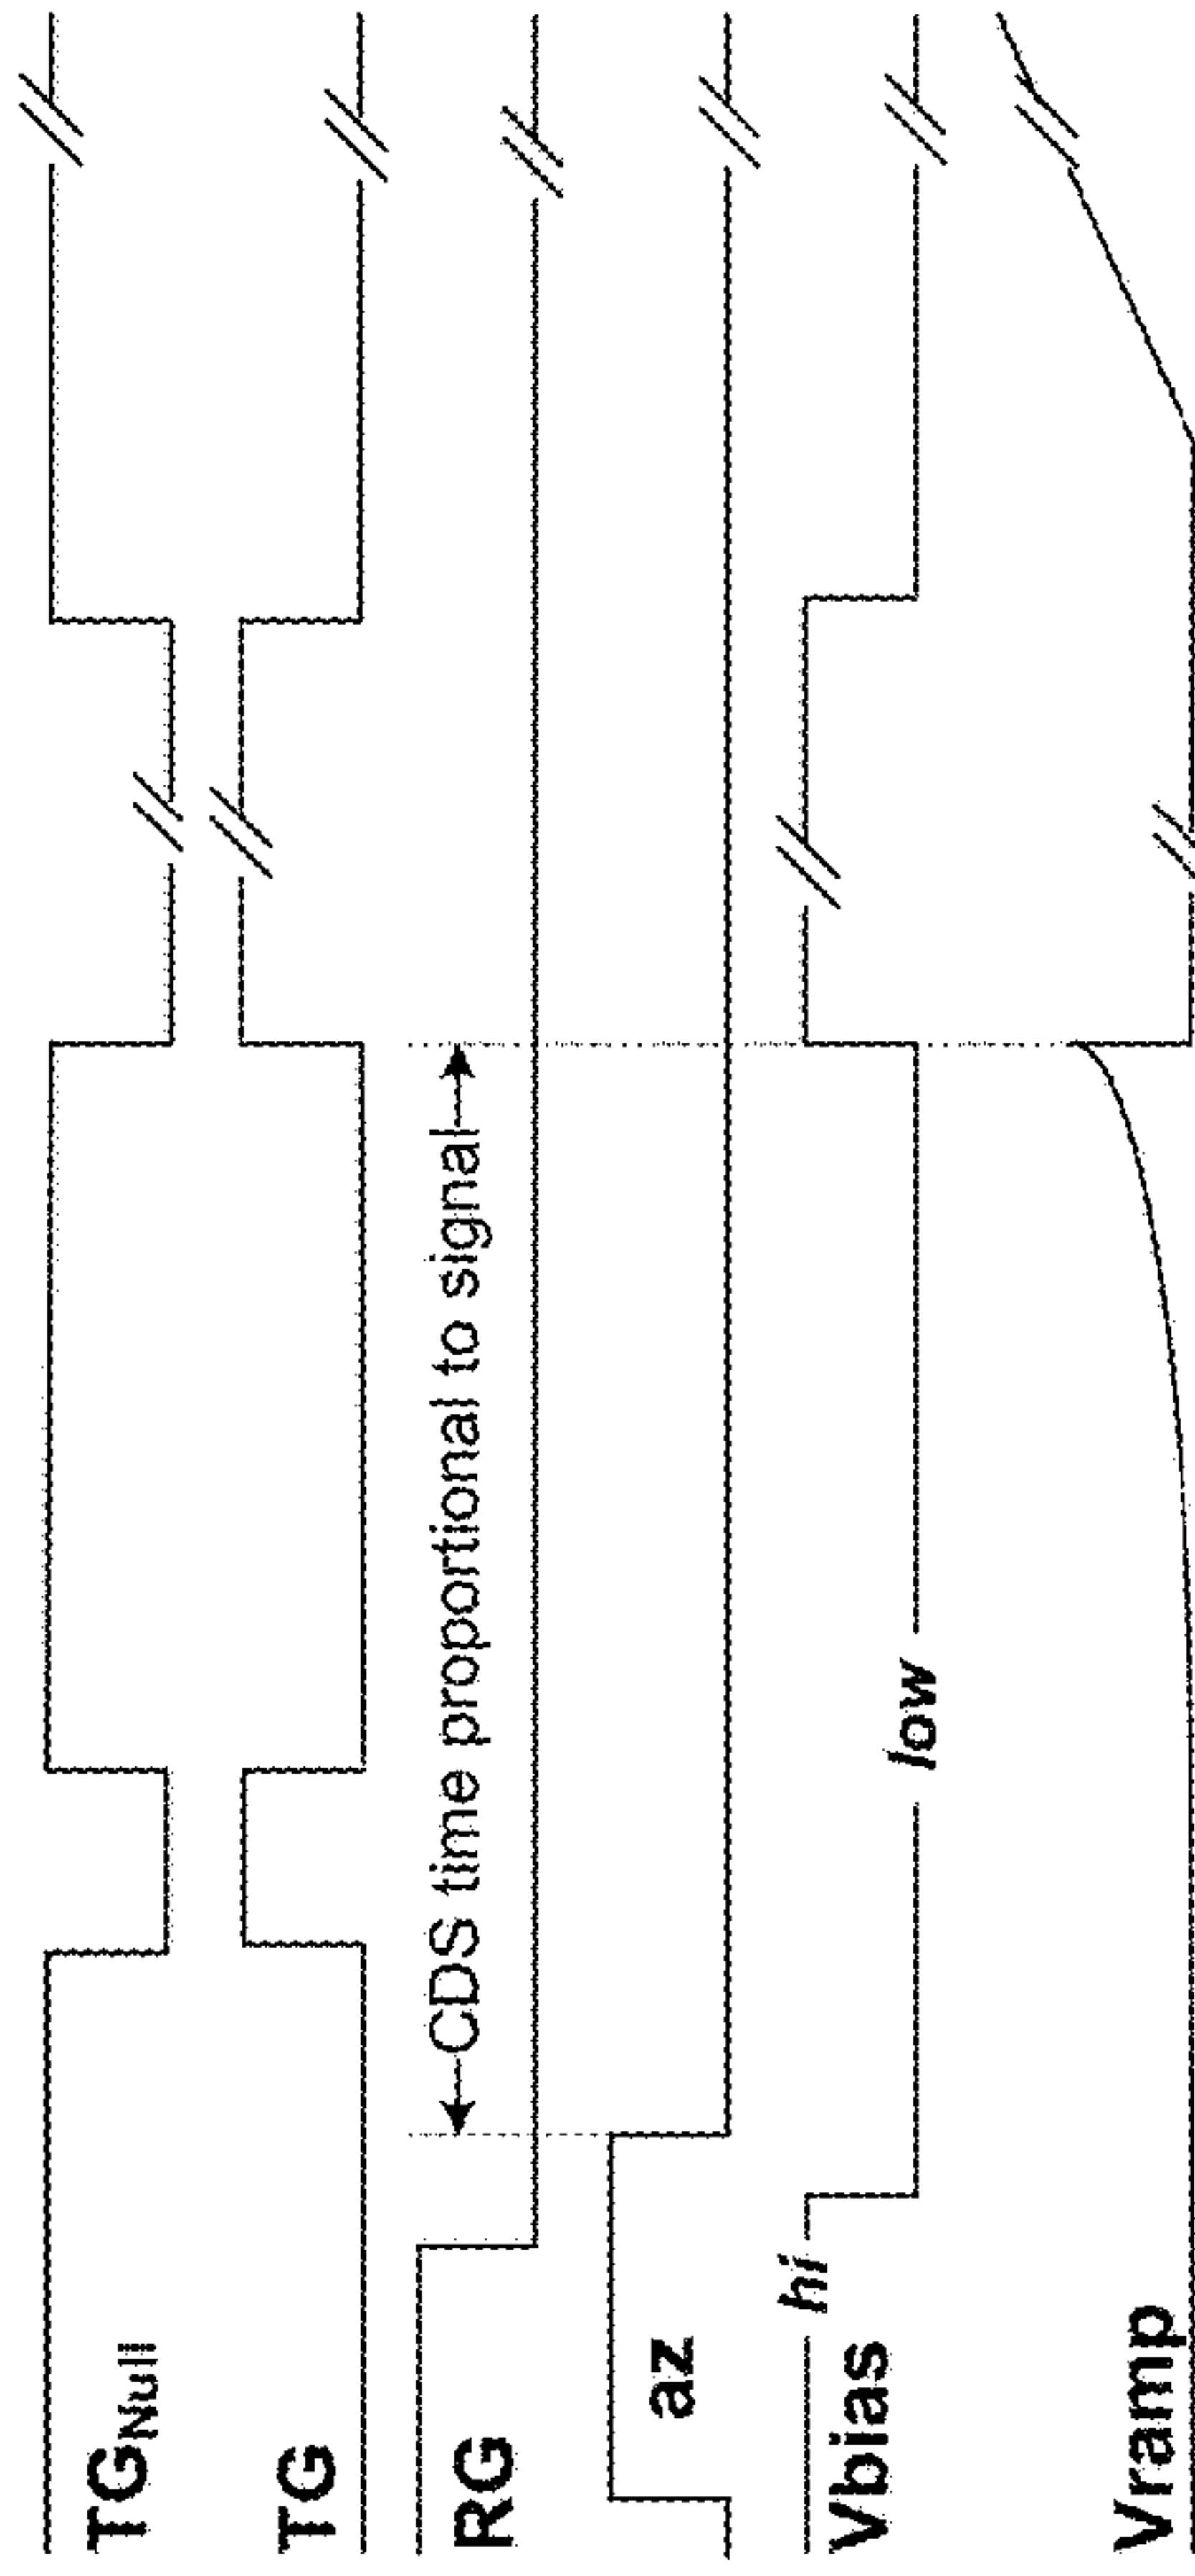 TGNull
TG
CDS time proportional to signal
RG
az
hi
low
Vbias
Vramp